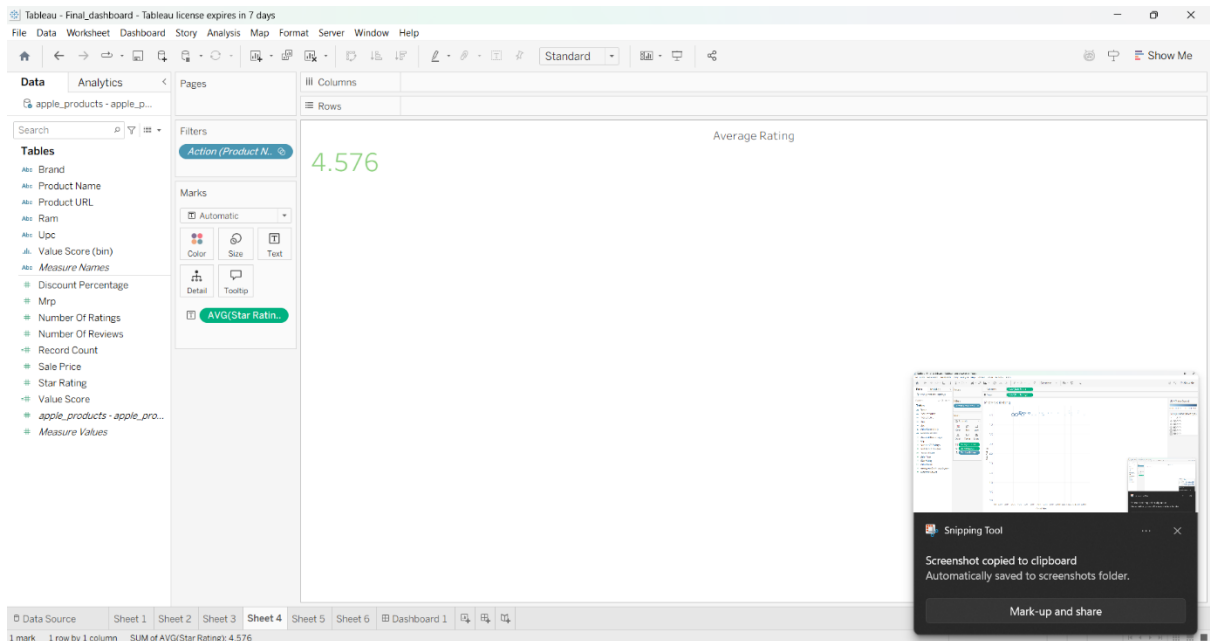 Tableau - Final_dashboard - Tableau license expires in 7 days
File Data Worksheet Dashboard Story Analysis Map Format Server Window Help
Standard
Show Me
Data Analytics
apple_products - apple_p...
Search
Tables
Abc Brand
Abc Product Name
Abc Product URL
Abc Ram
Abc Upc
Value Score (bin)
Abc Measure Names
# Discount Percentage
# Mrp
# Number Of Ratings
# Number Of Reviews
=# Record Count
# Sale Price
# Star Rating
=# Value Score
# apple_products - apple_pro...
# Measure Values
Pages
Filters
Action (Product N..
Marks
Automatic
Color Size Text
Detail Tooltip
AVG(Star Ratin..
Columns
Rows
Average Rating
4.576
Snipping Tool
Screenshot copied to clipboard
Automatically saved to screenshots folder.
Mark-up and share
Data Source Sheet 1 Sheet 2 Sheet 3 Sheet 4 Sheet 5 Sheet 6 Dashboard 1
1 mark 1 row by 1 column SUM of AVG(Star Rating): 4.576